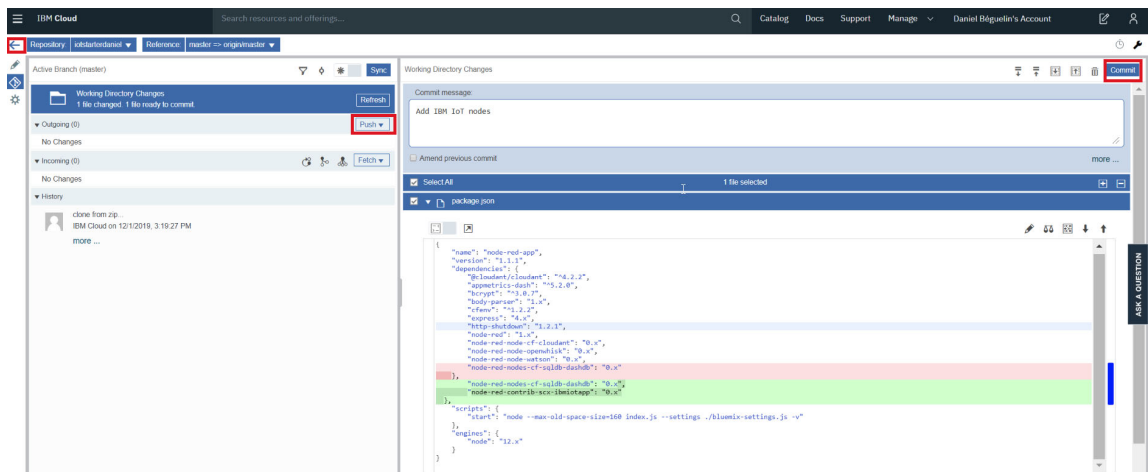 IBM Cloud
Search resources and offerings...
Catalog Docs Support Manage Daniel Béguelin's Account
Repository: iotstarterdaniel Reference: master => origin/master
Active Branch (master)
Sync
Working Directory Changes
1 file changed. 1 file ready to commit.
Refresh
Outgoing (0)
Push
No Changes
Incoming (0)
Fetch
No Changes
History
clone from zip...
IBM Cloud on 12/1/2019, 3:19:27 PM
more ...
Working Directory Changes
Commit
Commit message:
Add IBM IoT nodes
Amend previous commit
more ...
Select All
1 file selected
package.json
{
"name": "node-red-app",
"version": "1.1.1",
"dependencies": {
"@cloudant/cloudant": "^4.2.2",
"appmetrics-dash": "^5.2.0",
"bcrypt": "^3.0.7",
"body-parser": "1.x",
"cfenv": "^1.2.2",
"express": "4.x",
"http-shutdown": "1.2.1",
"node-red": "1.x",
"node-red-node-cf-cloudant": "0.x",
"node-red-node-openwhisk": "0.x",
"node-red-node-watson": "0.x",
"node-red-nodes-cf-sqldb-dashdb": "0.x"
},
"node-red-nodes-cf-sqldb-dashdb": "0.x",
"node-red-contrib-scx-ibmiotapp": "0.x"
},
"scripts": {
"start": "node --max-old-space-size=160 index.js --settings ./bluemix-settings.js -v"
},
"engines": {
"node": "12.x"
}
}
ASK A QUESTION